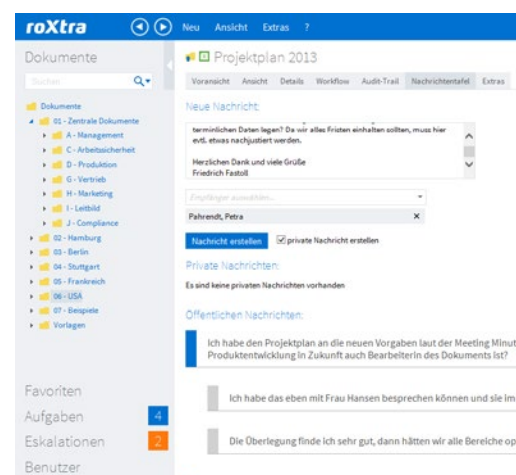 roXtra Neu Ansicht Extras ?
Dokumente
Suchen
Dokumente
01 - Zentrale Dokumente
A - Management
C - Arbeitssicherheit
D - Produktion
G - Vertrieb
H - Marketing
I - Leitbild
J - Compliance
02 - Hamburg
03 - Berlin
04 - Stuttgart
05 - Frankreich
06 - USA
07 - Beispiele
Vorlagen
Favoriten
Aufgaben 4
Eskalationen 2
Benutzer
Projektplan 2013
Voransicht Ansicht Details Workflow Audit-Trail Nachrichtentafel Extras
Neue Nachricht:
terminlichen Daten legen? Da wir alles Fristen einhalten sollten, muss hier
evtl. etwas nachjustiert werden.
Herzlichen Dank und viele Grüße
Friedrich Fastoll
Empfänger auswählen...
Pahrendt, Petra X
Nachricht erstellen private Nachricht erstellen
Private Nachrichten:
Es sind keine privaten Nachrichten vorhanden
Öffentlichen Nachrichten:
Ich habe den Projektplan an die neuen Vorgaben laut der Meeting Minut
Produktentwicklung in Zukunft auch Bearbeiterin des Dokuments ist?
Ich habe das eben mit Frau Hansen besprechen können und sie im
Die Überlegung finde ich sehr gut, dann hätten wir alle Bereiche op